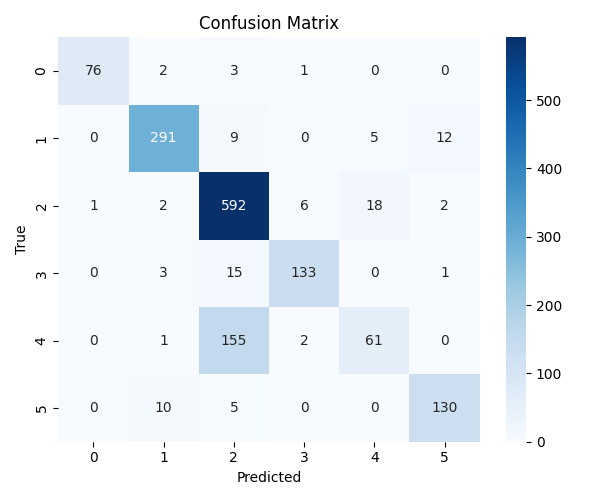 Confusion Matrix
True
0 76 2 3 1 0 0
1 0 291 9 0 5 12
2 1 2 592 6 18 2
3 0 3 15 133 0 1
4 0 1 155 2 61 0
5 0 10 5 0 0 130
0 1 2 3 4 5
Predicted
500
400
300
200
100
0